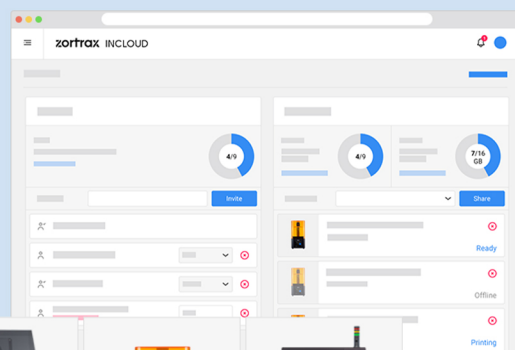 zortrax INCLOUD
4/9
4/9
7/16
GB
Invite
Share
Ready
Offline
Printing